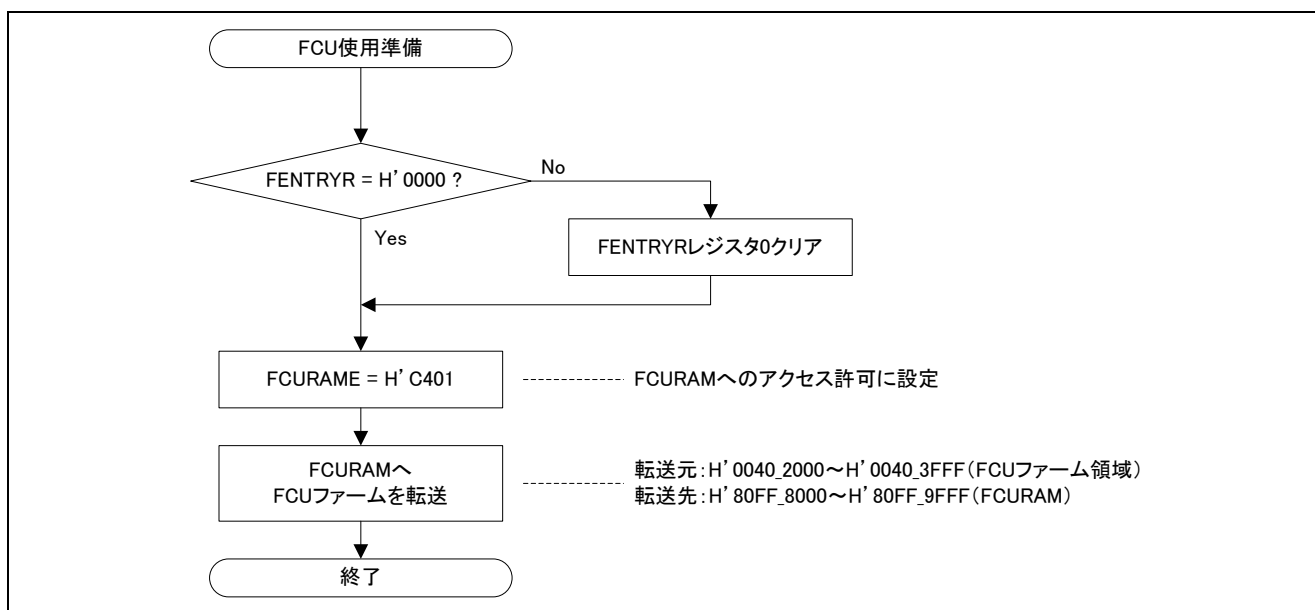 FCU使用準備
FENTRYR = H'0000 ?
No
Yes
FENTRYRレジスタ0クリア
FCURAME = H'C401
FCURAMへのアクセス許可に設定
FCURAMへ
FCUファームを転送
転送元:H'0040_2000～H'0040_3FFF(FCUファーム領域)
転送先:H'80FF_8000～H'80FF_9FFF(FCURAM)
終了